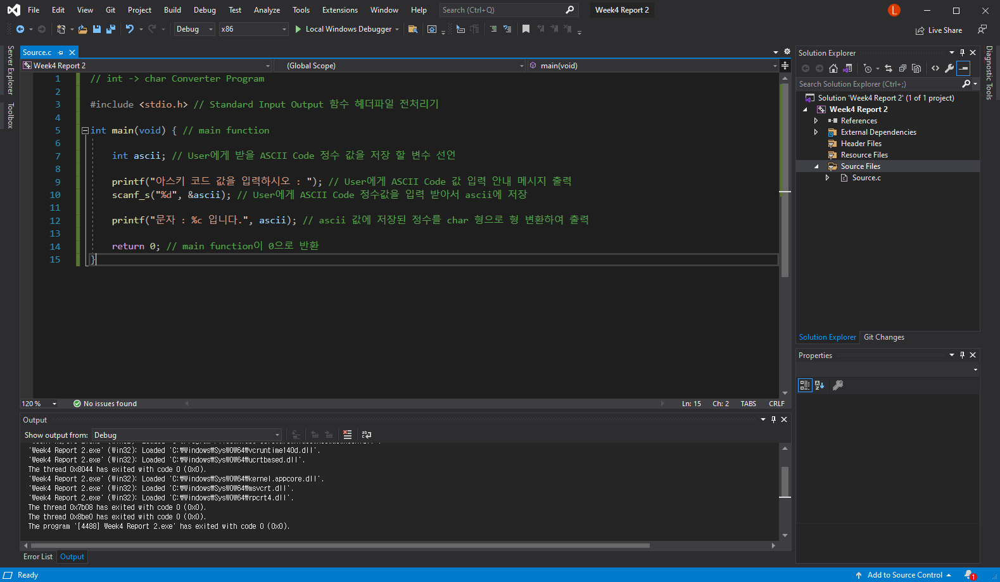 File Edit View Git Project Build Debug Test Analyze Tools Extensions Window Help Search (Ctrl+Q) Week4 Report 2 L
Debug x86 Local Windows Debugger Live Share
Server Explorer
Toolbox
Source.c
Week4 Report 2 (Global Scope) main(void)
1 // int -> char Converter Program
2
3 #include <stdio.h> // Standard Input Output 함수 헤더파일 전처리기
4
5 int main(void) { // main function
6
7 int ascii; // User에게 받을 ASCII Code 정수 값을 저장 할 변수 선언
8
9 printf("아스키 코드 값을 입력하시오 : "); // User에게 ASCII Code 값 입력 안내 메시지 출력
10 scanf_s("%d", &ascii); // User에게 ASCII Code 정수값을 입력 받아서 ascii에 저장
11
12 printf("문자 : %c 입니다.", ascii); // ascii 값에 저장된 정수를 char 형으로 형 변환하여 출력
13
14 return 0; // main function이 0으로 반환
15 }
120 % No issues found Ln: 15 Ch: 2 TABS CRLF
Output
Show output from: Debug
'Week4 Report 2.exe' (Win32): Loaded 'C:₩Windows₩SysWOW64₩vcruntime140d.dll'.
'Week4 Report 2.exe' (Win32): Loaded 'C:₩Windows₩SysWOW64₩ucrtbased.dll'.
The thread 0x8044 has exited with code 0 (0x0).
'Week4 Report 2.exe' (Win32): Loaded 'C:₩Windows₩SysWOW64₩kernel.appcore.dll'.
'Week4 Report 2.exe' (Win32): Loaded 'C:₩Windows₩SysWOW64₩msvcrt.dll'.
'Week4 Report 2.exe' (Win32): Loaded 'C:₩Windows₩SysWOW64₩rpcrt4.dll'.
The thread 0x7b08 has exited with code 0 (0x0).
The thread 0x8be0 has exited with code 0 (0x0).
The program '[4488] Week4 Report 2.exe' has exited with code 0 (0x0).
Error List Output
Solution Explorer
Search Solution Explorer (Ctrl+;)
Solution 'Week4 Report 2' (1 of 1 project)
Week4 Report 2
References
External Dependencies
Header Files
Resource Files
Source Files
Source.c
Solution Explorer Git Changes
Properties
Diagnostic Tools
Ready Add to Source Control 1